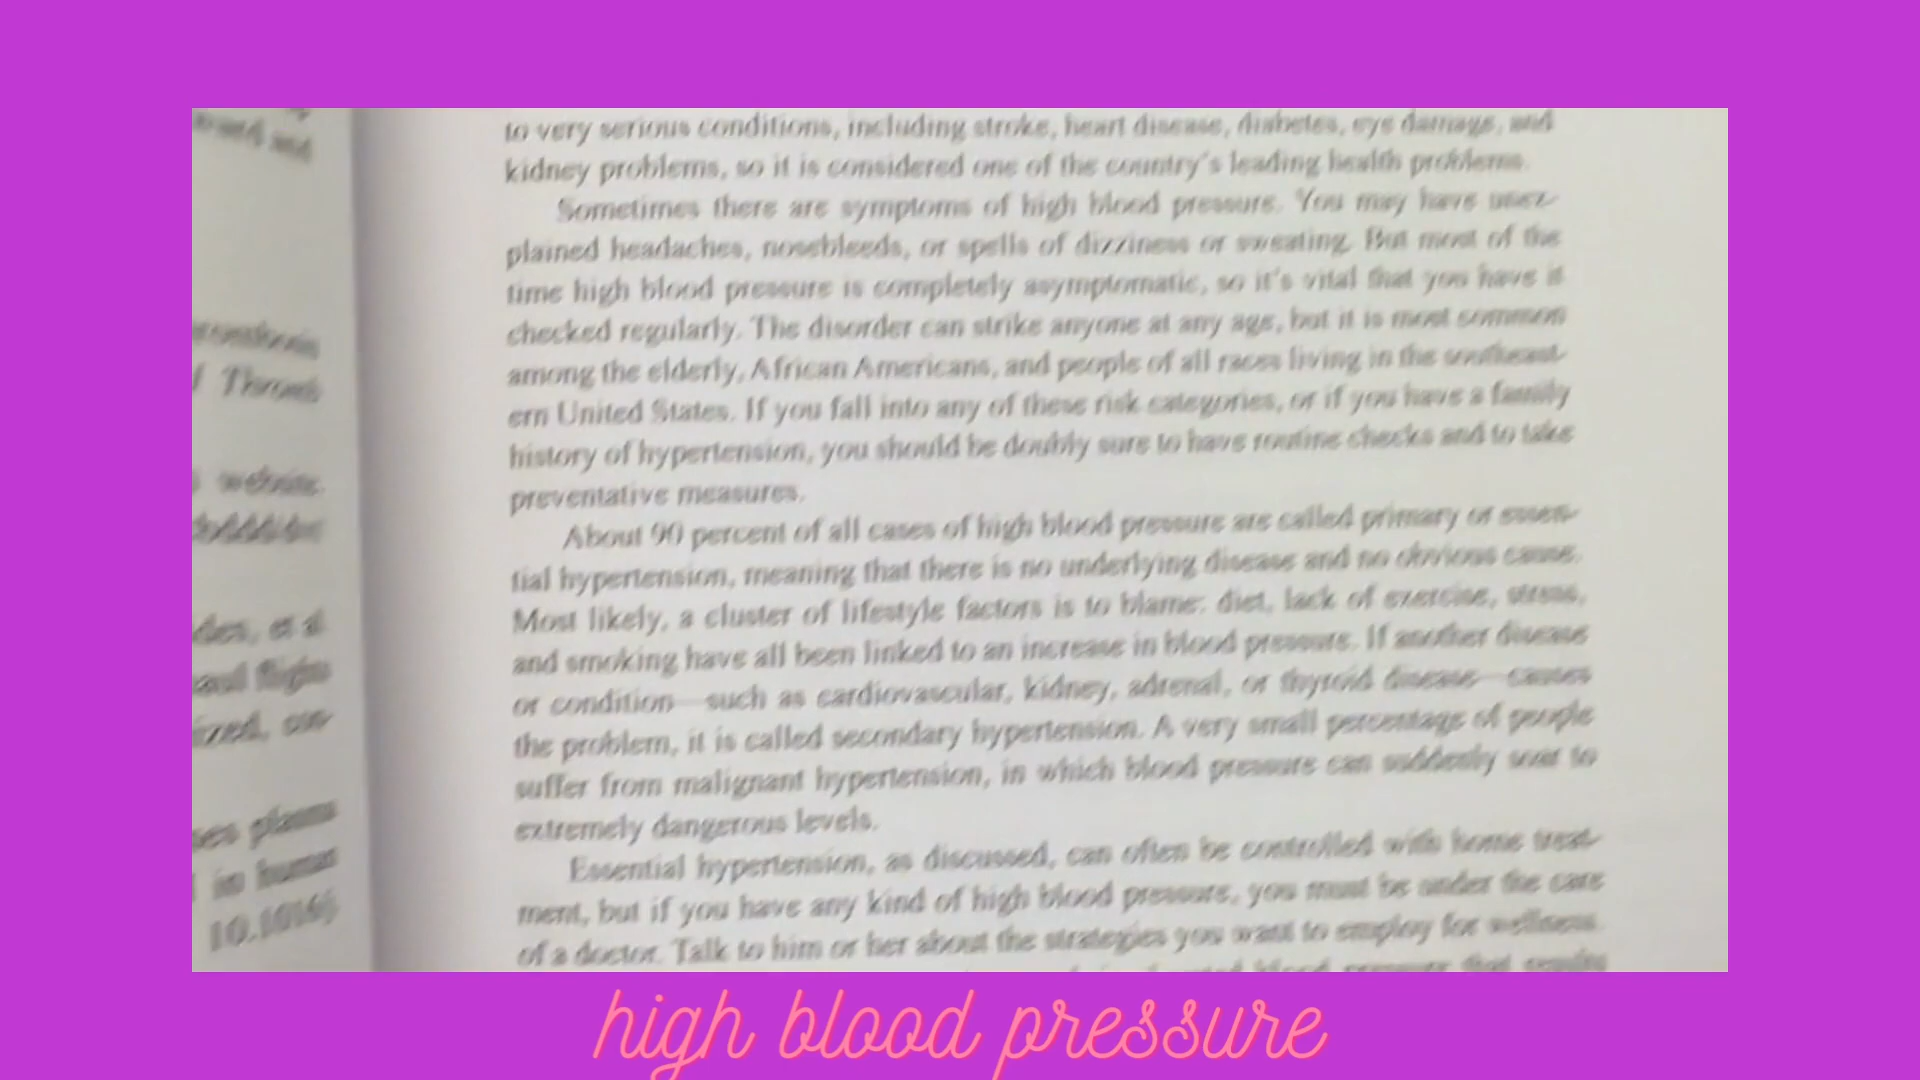 to very serious conditions, including stroke, heart disease, diabetes, eye damage, and
kidney problems, so it is considered one of the country's leading health problems.
Sometimes there are symptoms of high blood pressure. You may have unex-
plained headaches, nosebleeds, or spells of dizziness or sweating. But most of the
time high blood pressure is completely asymptomatic, so it's vital that you have it
checked regularly. The disorder can strike anyone at any age, but it is most common
among the elderly, African Americans, and people of all races living in the southeast-
ern United States. If you fall into any of these risk categories, or if you have a family
history of hypertension, you should be doubly sure to have routine checks and to take
preventative measures.
About 90 percent of all cases of high blood pressure are called primary or essen-
tial hypertension, meaning that there is no underlying disease and no obvious cause.
Most likely, a cluster of lifestyle factors is to blame: diet, lack of exercise, stress,
and smoking have all been linked to an increase in blood pressure. If another disease
or condition—such as cardiovascular, kidney, adrenal, or thyroid disease—causes
the problem, it is called secondary hypertension. A very small percentage of people
suffer from malignant hypertension, in which blood pressure can suddenly soar to
extremely dangerous levels.
Essential hypertension, as discussed, can often be controlled with home treat-
ment, but if you have any kind of high blood pressure, you must be under the care
of a doctor. Talk to him or her about the strategies you want to employ for wellness.
blood pressure that
website.
et al
plasma
in human
high blood pressure